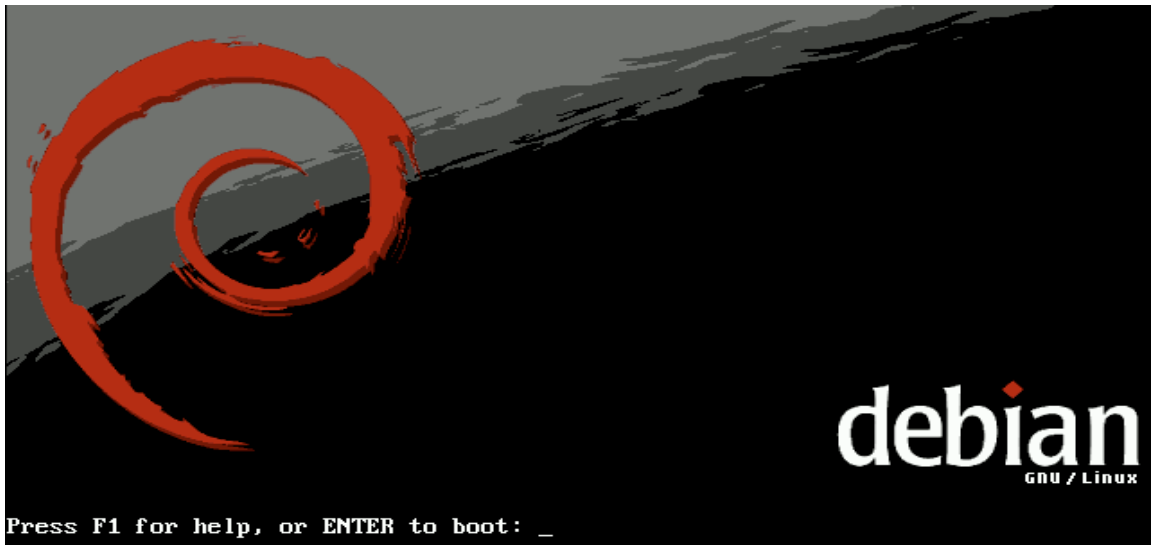 debian
GNU/Linux
Press F1 for help, or ENTER to boot: _